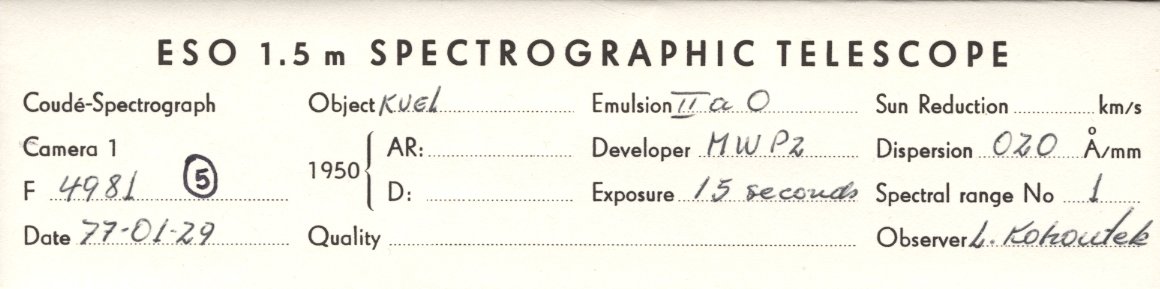 ESO 1.5 m SPECTROGRAPHIC TELESCOPE
Coudé-Spectrograph Object KUEL Emulsion IIaO Sun Reduction km/s
Camera 1 1950 AR: Developer MWP2 Dispersion 020 Å/mm
F 4981 5 D: Exposure 15 seconds Spectral range No 1
Date 77-01-29 Quality Observer L. Kohoutek